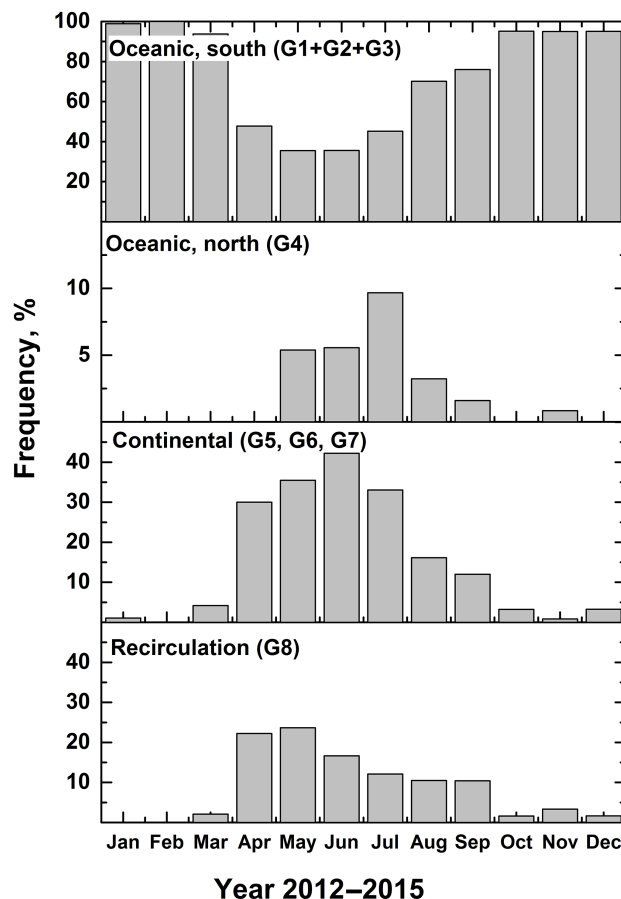 100
Oceanic, south (G1+G2+G3)
80
60
40
20
Oceanic, north (G4)
10
5
Continental (G5, G6, G7)
40
30
20
10
Recirculation (G8)
40
30
20
10
Frequency, %
Jan Feb Mar Apr May Jun Jul Aug Sep Oct Nov Dec
Year 2012–2015